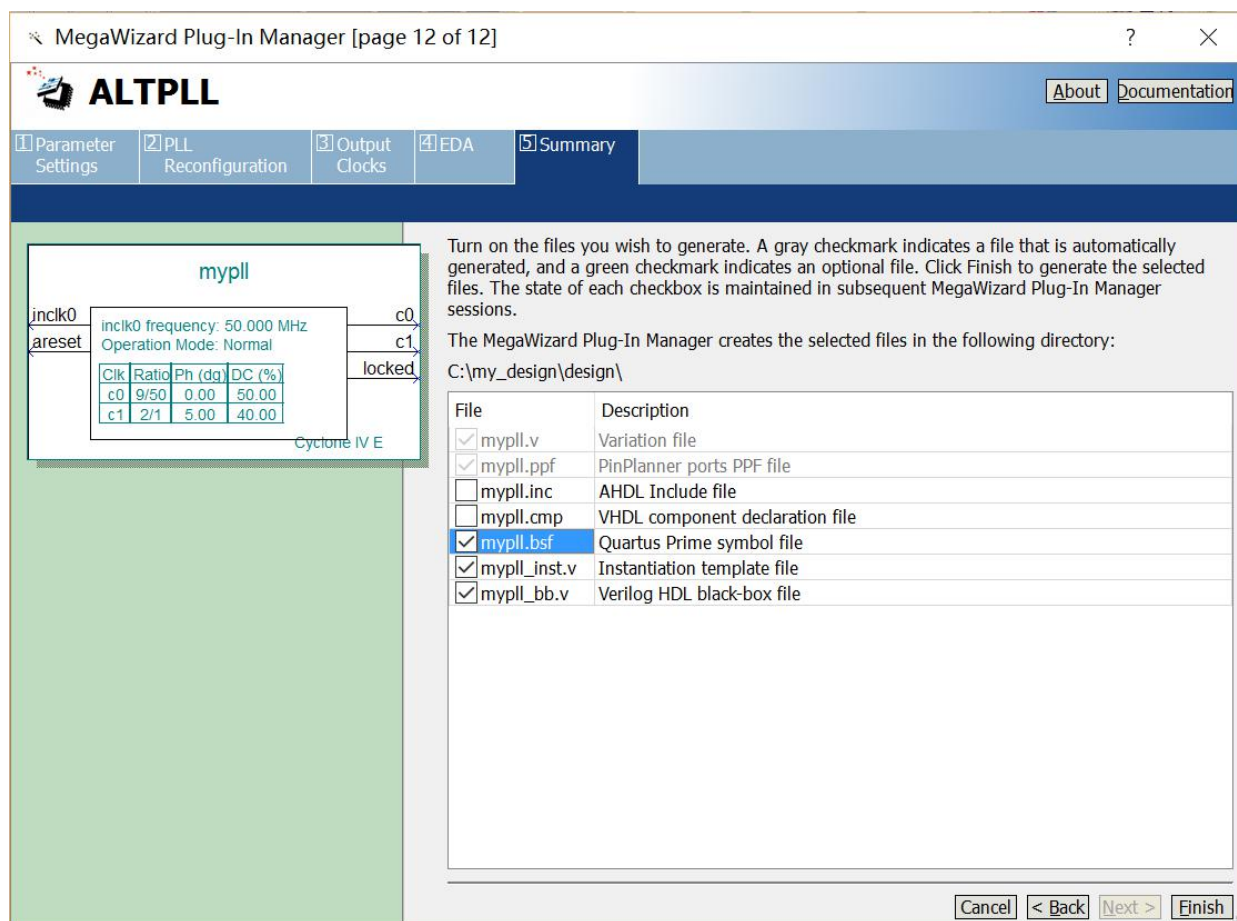 MegaWizard Plug-In Manager [page 12 of 12]
?
ALTPLL
About
Documentation
1 Parameter Settings
2 PLL Reconfiguration
3 Output Clocks
4 EDA
5 Summary
mypll
inclk0
areset
inclk0 frequency: 50.000 MHz
Operation Mode: Normal
Clk Ratio Ph (dg) DC (%)
c0 9/50 0.00 50.00
c1 2/1 5.00 40.00
c0
c1
locked
Cyclone IV E
Turn on the files you wish to generate. A gray checkmark indicates a file that is automatically
generated, and a green checkmark indicates an optional file. Click Finish to generate the selected
files. The state of each checkbox is maintained in subsequent MegaWizard Plug-In Manager
sessions.
The MegaWizard Plug-In Manager creates the selected files in the following directory:
C:\my_design\design\
File Description
mypll.v Variation file
mypll.ppf PinPlanner ports PPF file
mypll.inc AHDL Include file
mypll.cmp VHDL component declaration file
mypll.bsf Quartus Prime symbol file
mypll_inst.v Instantiation template file
mypll_bb.v Verilog HDL black-box file
Cancel
< Back
Next >
Finish